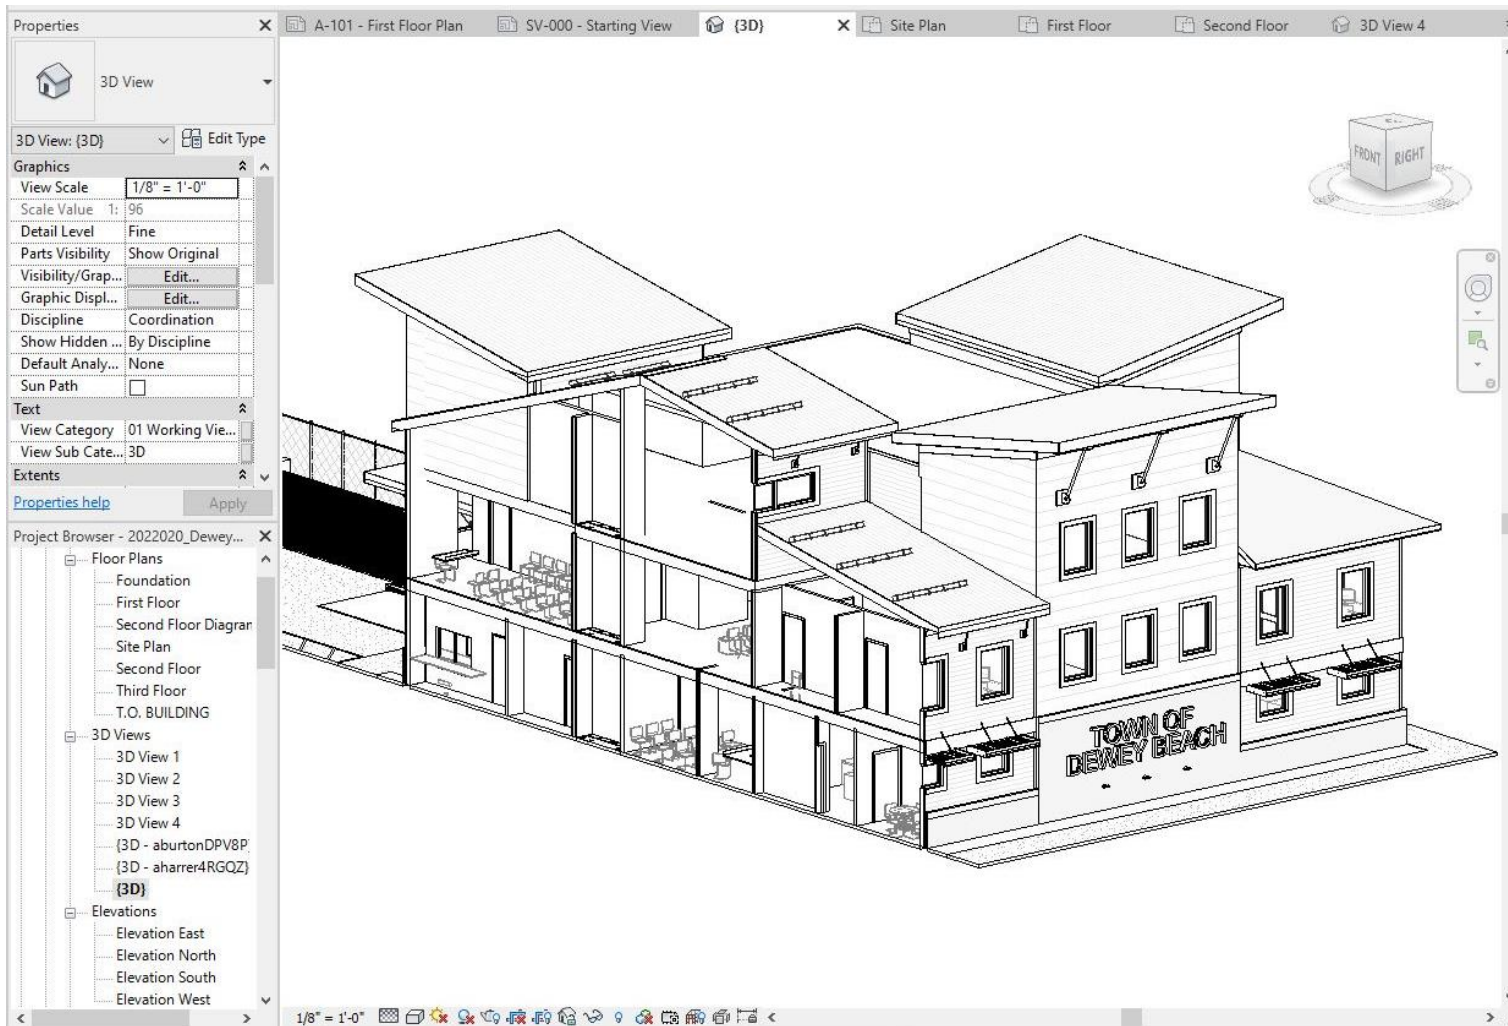 Properties
A-101 - First Floor Plan
SV-000 - Starting View
{3D}
Site Plan
First Floor
Second Floor
3D View 4
3D View
3D View: {3D}
Edit Type
Graphics
View Scale 1/8" = 1'-0"
Scale Value 1: 96
Detail Level Fine
Parts Visibility Show Original
Visibility/Grap... Edit...
Graphic Displ... Edit...
Discipline Coordination
Show Hidden ... By Discipline
Default Analy... None
Sun Path
Text
View Category 01 Working Vie...
View Sub Cate... 3D
Extents
Properties help Apply
FRONT RIGHT
TOWN OF
DEWEY BEACH
Project Browser - 2022020_Dewey...
Floor Plans
Foundation
First Floor
Second Floor Diagrar
Site Plan
Second Floor
Third Floor
T.O. BUILDING
3D Views
3D View 1
3D View 2
3D View 3
3D View 4
{3D - aburtonDPV8P
{3D - aharrer4RGQZ}
{3D}
Elevations
Elevation East
Elevation North
Elevation South
Elevation West
1/8" = 1'-0"